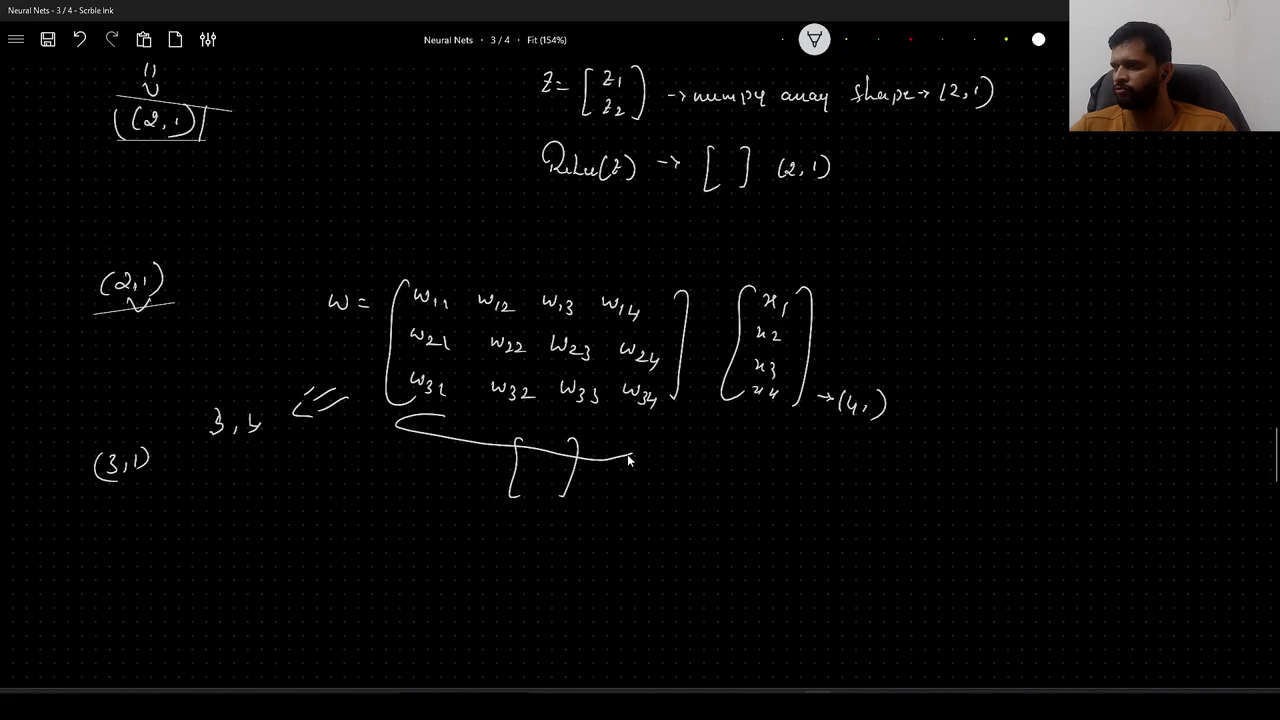 Neural Nets - 3 / 4 - Scrble Ink
Neural Nets • 3 / 4 • Fit (154%)
(2,1)
z = [z1 z2] → numpy array shape → (2,1)
ReLu(z) → [ ] (2,1)
(2,1)
w = [w11 w12 w13 w14
w21 w22 w23 w24
w31 w32 w33 w34]
[x1
x2
x3
x4] → (4, )
3, 4
(3,1)
[ ]